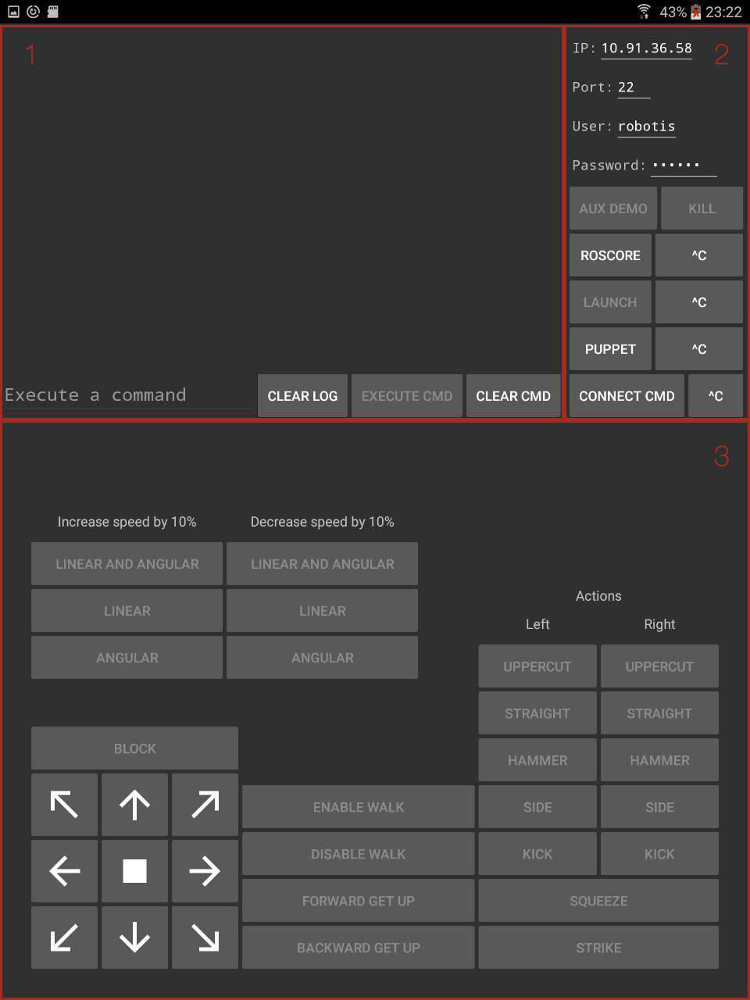 43% 23:22
1
2
IP: 10.91.36.58
Port: 22
User: robotis
Password: ••••••
AUX DEMO KILL
ROSCORE ^C
LAUNCH ^C
PUPPET ^C
Execute a command CLEAR LOG EXECUTE CMD CLEAR CMD CONNECT CMD ^C
3
Increase speed by 10% Decrease speed by 10%
LINEAR AND ANGULAR LINEAR AND ANGULAR
LINEAR LINEAR
ANGULAR ANGULAR
Actions
Left Right
UPPERCUT UPPERCUT
STRAIGHT STRAIGHT
HAMMER HAMMER
BLOCK
ENABLE WALK SIDE SIDE
DISABLE WALK KICK KICK
FORWARD GET UP SQUEEZE
BACKWARD GET UP STRIKE